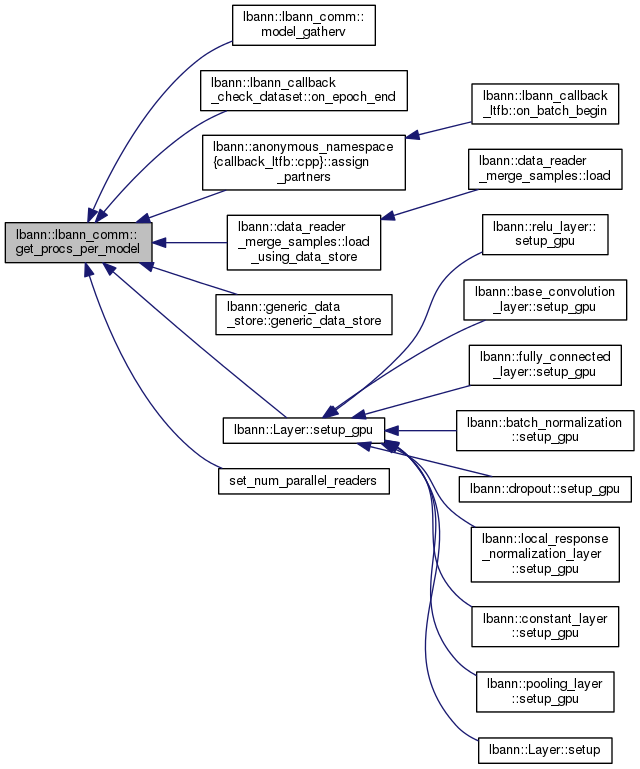 lbann::lbann_comm::
model_gatherv
lbann::lbann_callback
_check_dataset::on_epoch_end
lbann::lbann_callback
_ltfb::on_batch_begin
lbann::anonymous_namespace
{callback_ltfb::cpp}::assign
_partners
lbann::data_reader
_merge_samples::load
lbann::lbann_comm::
get_procs_per_model
lbann::data_reader
_merge_samples::load
_using_data_store
lbann::relu_layer::
setup_gpu
lbann::generic_data
_store::generic_data_store
lbann::base_convolution
_layer::setup_gpu
lbann::fully_connected
_layer::setup_gpu
lbann::Layer::setup_gpu
lbann::batch_normalization
::setup_gpu
set_num_parallel_readers
lbann::dropout::setup_gpu
lbann::local_response
_normalization_layer
::setup_gpu
lbann::constant_layer
::setup_gpu
lbann::pooling_layer
::setup_gpu
lbann::Layer::setup